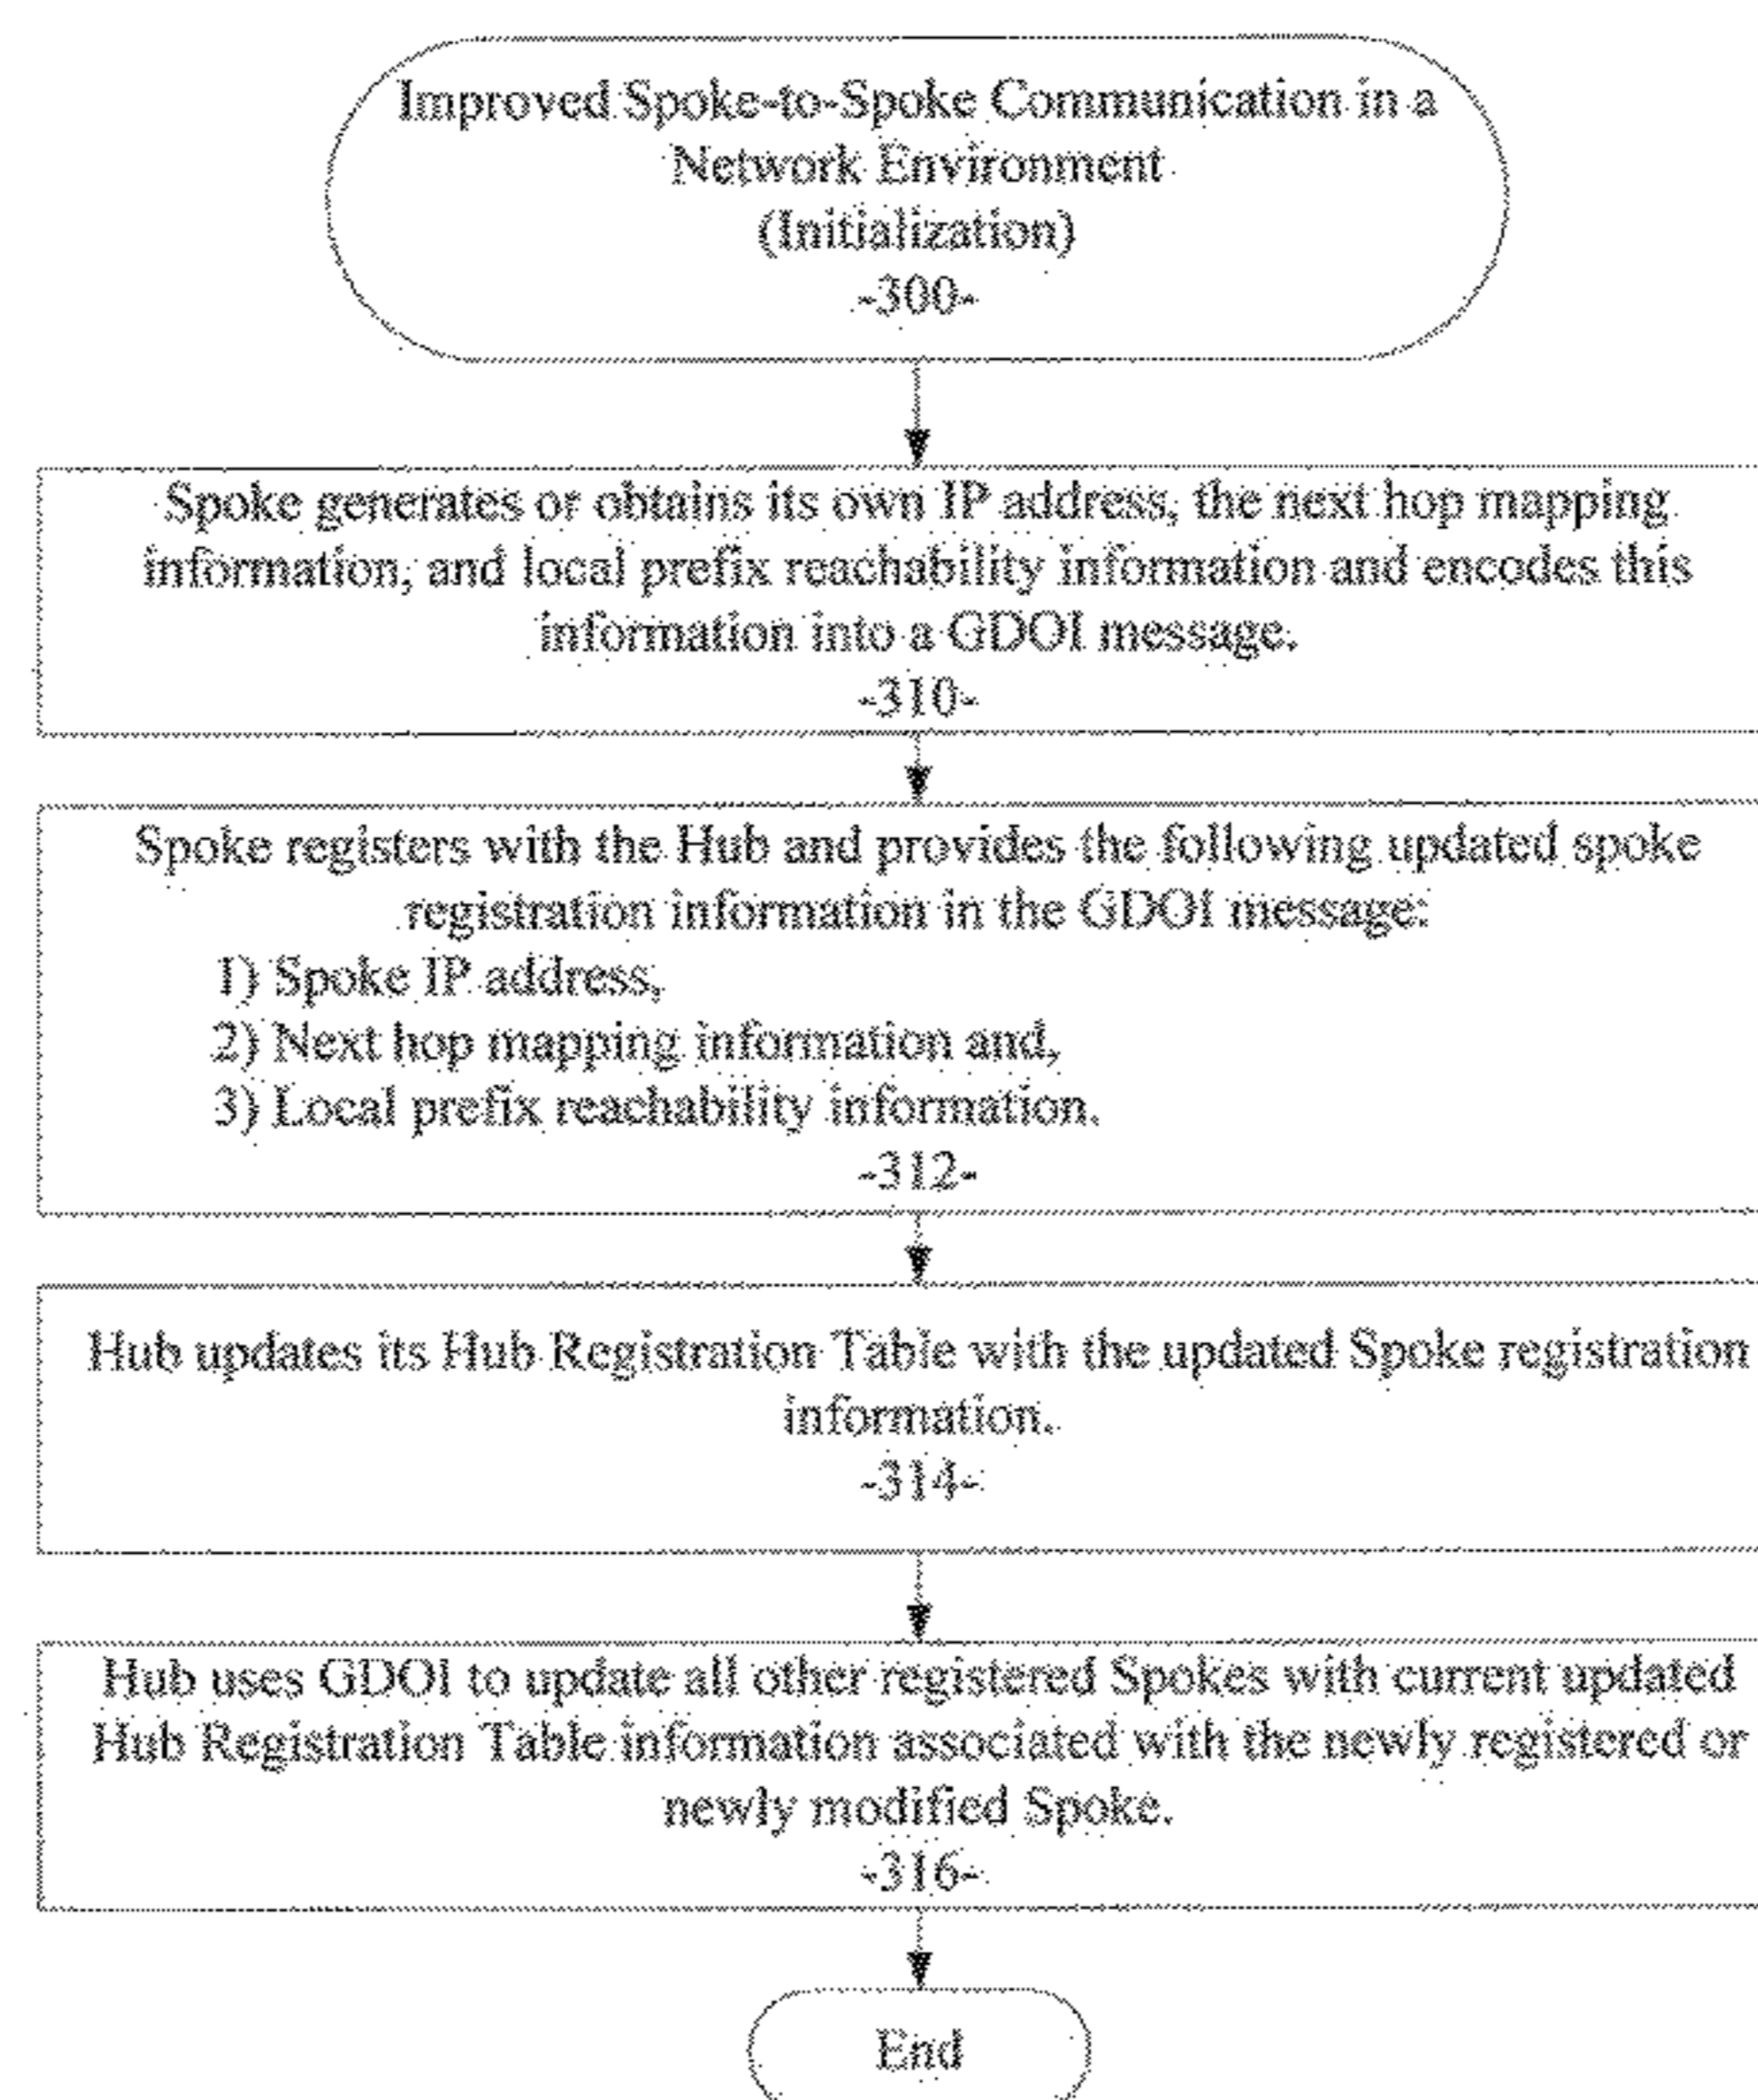 Improved Spoke-to-Spoke Communication in a
Network Environment
(Initialization)
-300-
Spoke generates or obtains its own IP address, the next hop mapping
information, and local prefix reachability information and encodes this
information into a GDOI message.
-310-
Spoke registers with the Hub and provides the following updated spoke
registration information in the GDOI message:
1) Spoke IP address,
2) Next hop mapping information and,
3) Local prefix reachability information.
-312-
Hub updates its Hub Registration Table with the updated Spoke registration
information.
-314-
Hub uses GDOI to update all other registered Spokes with current updated
Hub Registration Table information associated with the newly registered or
newly modified Spoke.
-316-
End